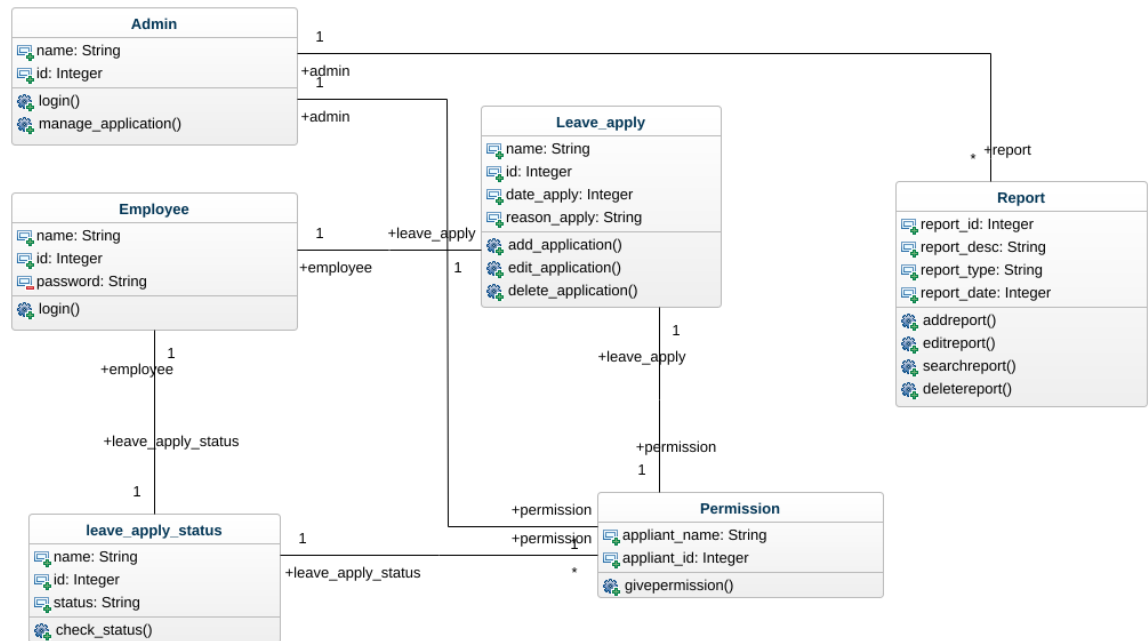 Admin
name: String
id: Integer
login()
manage_application()
1
+admin
1
+admin
Leave_apply
name: String
id: Integer
date_apply: Integer
reason_apply: String
add_application()
edit_application()
delete_application()
+report
*
Report
report_id: Integer
report_desc: String
report_type: String
report_date: Integer
addreport()
editreport()
searchreport()
deletereport()
Employee
name: String
id: Integer
password: String
login()
1
+leave_apply
+employee
1
1
+employee
+leave_apply_status
1
1
+leave_apply
+permission
1
leave_apply_status
name: String
id: Integer
status: String
check_status()
1
+leave_apply_status
+permission
+permission
1
*
Permission
appliant_name: String
appliant_id: Integer
givepermission()